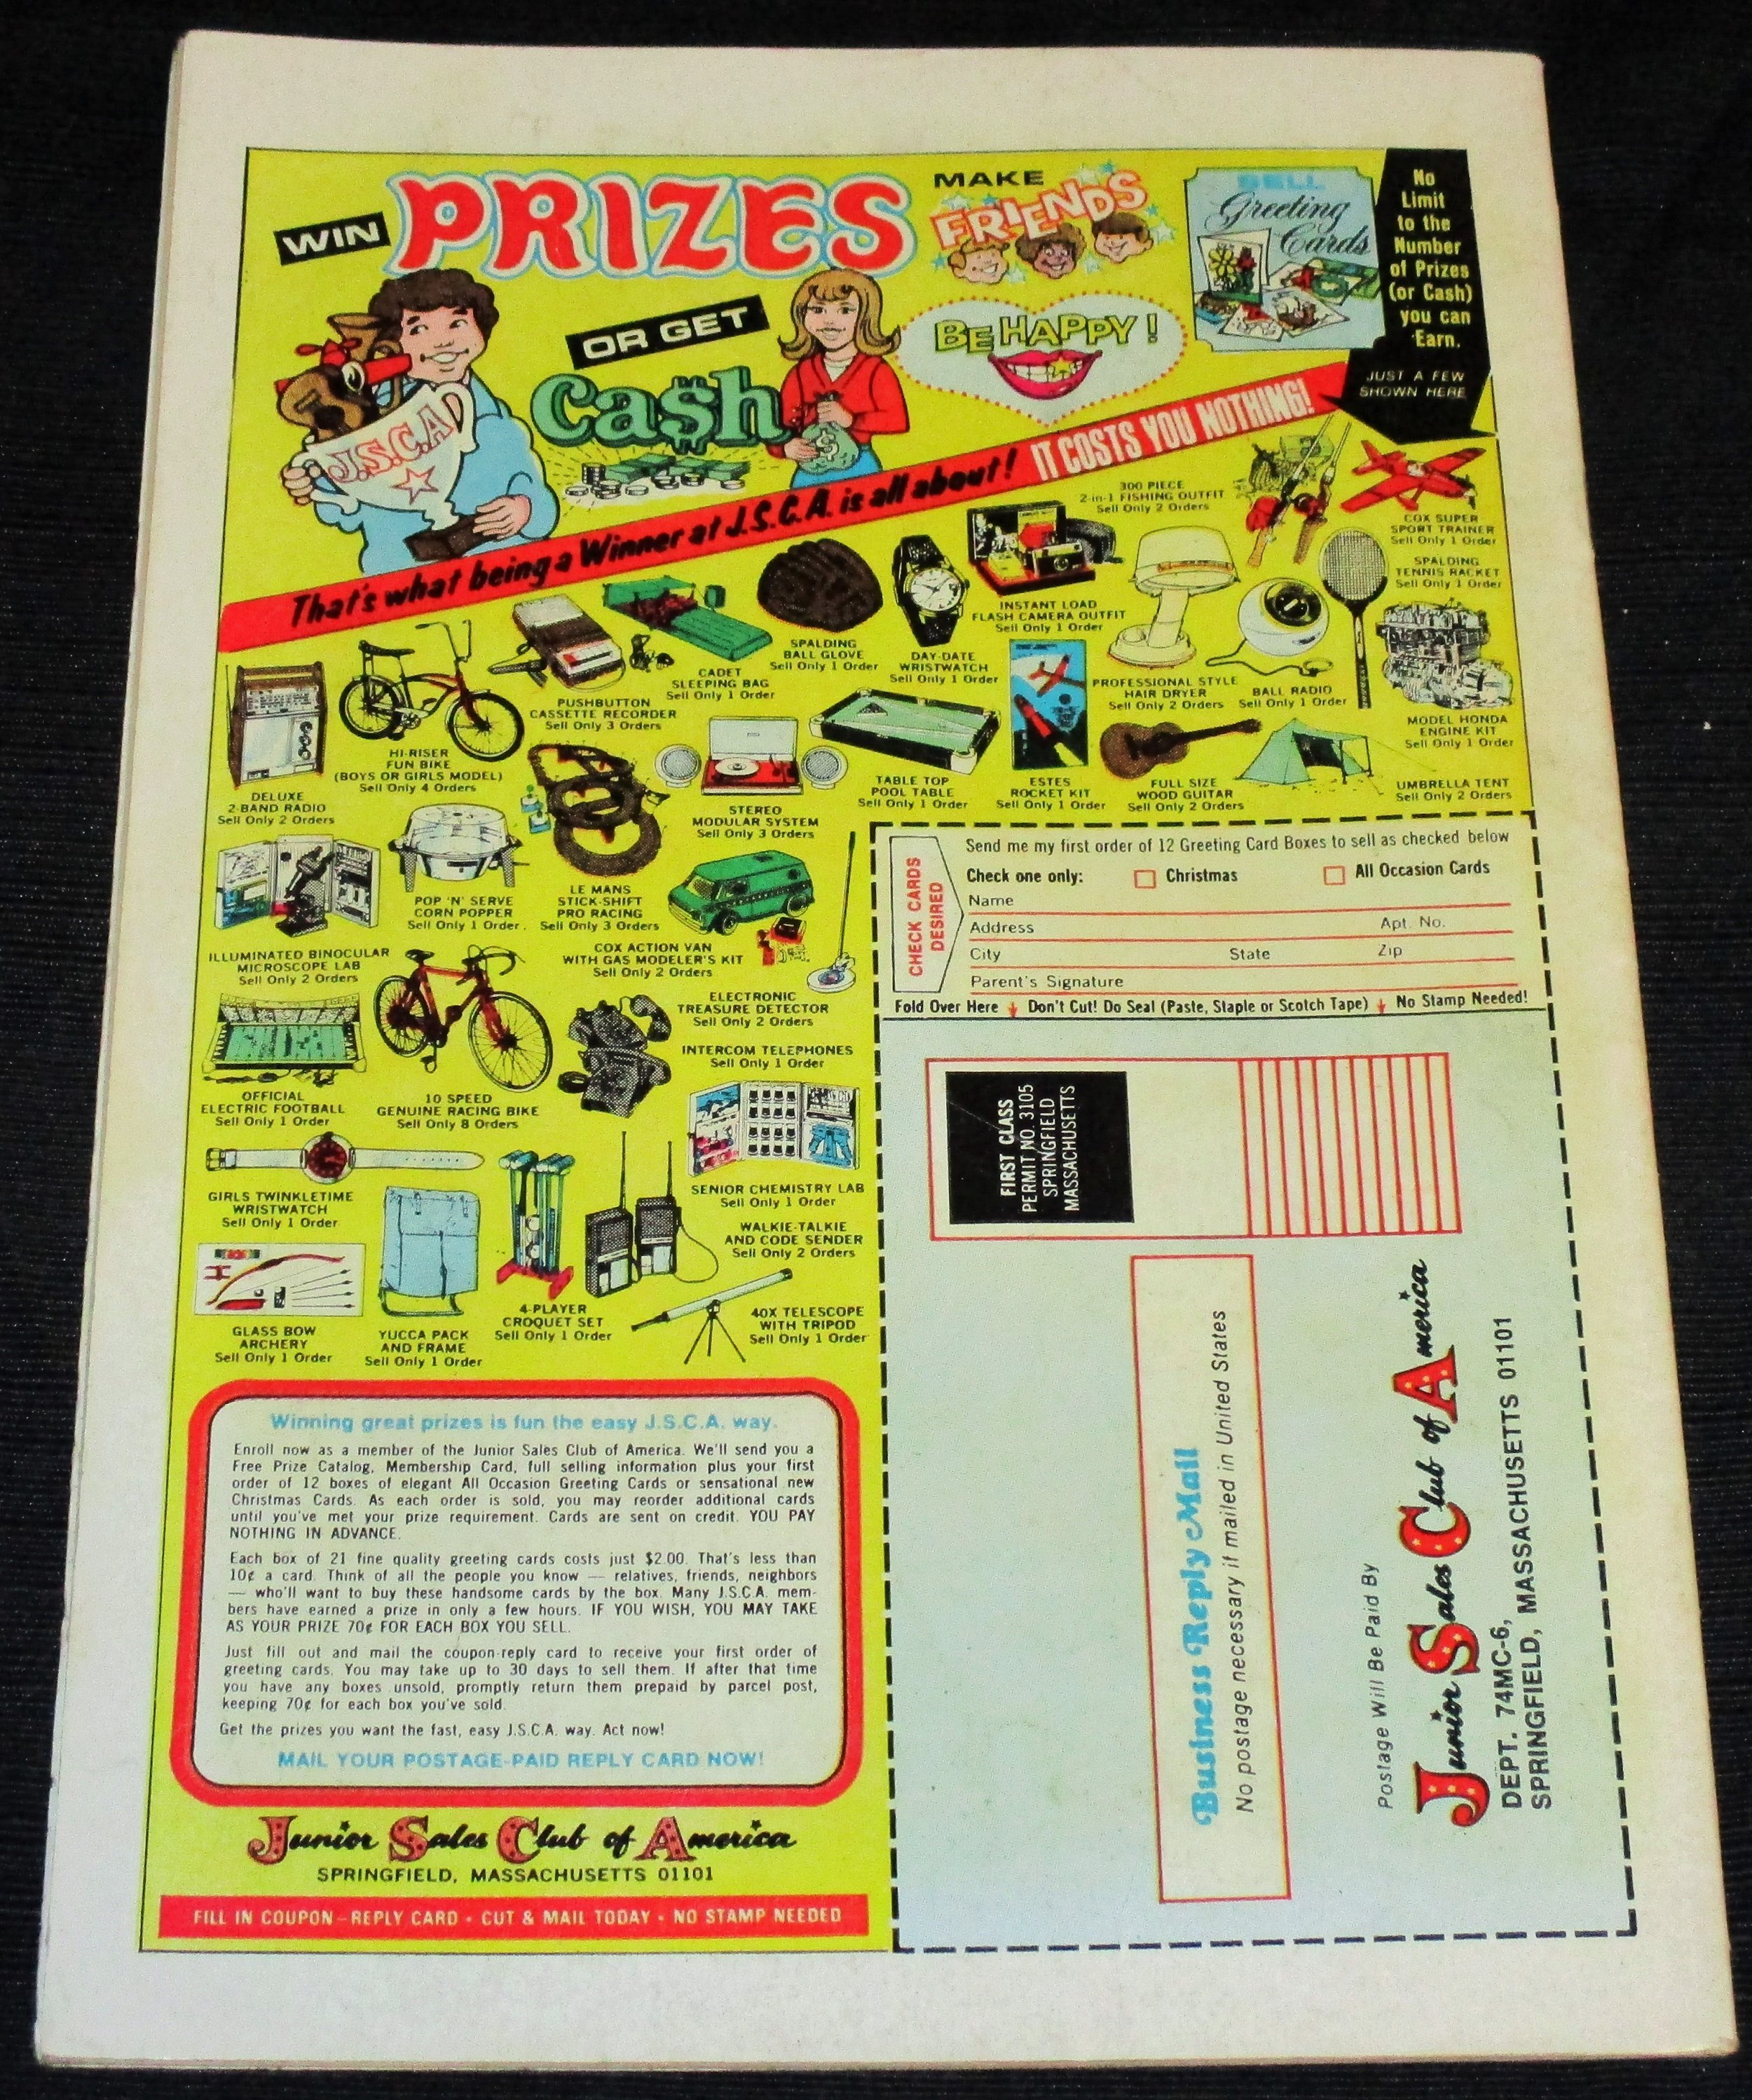 WIN PRIZES
MAKE
FRIENDS
SELL
Greeting
Cards
No
Limit
to the
Number
of Prizes
(or Cash)
you can
Earn.
JUST A FEW
SHOWN HERE
OR GET
Ca$h
BE HAPPY!
J.S.C.A
$
That's what being a Winner at J.S.C.A. is all about! IT COSTS YOU NOTHING!
300 PIECE
2-in-1 FISHING OUTFIT
Sell Only 2 Orders
COX SUPER
SPORT TRAINER
Sell Only 1 Order
SPALDING
TENNIS RACKET
Sell Only 1 Order
INSTANT LOAD
FLASH CAMERA OUTFIT
Sell Only 1 Order
SPALDING
BALL GLOVE
Sell Only 1 Order
DAY-DATE
WRISTWATCH
Sell Only 1 Order
CADET
SLEEPING BAG
Sell Only 1 Order
PROFESSIONAL STYLE
HAIR DRYER
Sell Only 2 Orders
BALL RADIO
Sell Only 1 Order
PUSHBUTTON
CASSETTE RECORDER
Sell Only 3 Orders
MODEL HONDA
ENGINE KIT
Sell Only 1 Order
HI-RISER
FUN BIKE
(BOYS OR GIRLS MODEL)
Sell Only 4 Orders
DELUXE
2-BAND RADIO
Sell Only 2 Orders
STEREO
MODULAR SYSTEM
Sell Only 3 Orders
TABLE TOP
POOL TABLE
Sell Only 1 Order
ESTES
ROCKET KIT
Sell Only 1 Order
FULL SIZE
WOOD GUITAR
Sell Only 2 Orders
UMBRELLA TENT
Sell Only 2 Orders
POP 'N' SERVE
CORN POPPER
Sell Only 1 Order.
LE MANS
STICK-SHIFT
PRO RACING
Sell Only 3 Orders
ILLUMINATED BINOCULAR
MICROSCOPE LAB
Sell Only 2 Orders
COX ACTION VAN
WITH GAS MODELER'S KIT
Sell Only 2 Orders
ELECTRONIC
TREASURE DETECTOR
Sell Only 2 Orders
INTERCOM TELEPHONES
Sell Only 1 Order
OFFICIAL
ELECTRIC FOOTBALL
Sell Only 1 Order
10 SPEED
GENUINE RACING BIKE
Sell Only 8 Orders
GIRLS TWINKLETIME
WRISTWATCH
Sell Only 1 Order
SENIOR CHEMISTRY LAB
Sell Only 1 Order
WALKIE-TALKIE
AND CODE SENDER
Sell Only 2 Orders
GLASS BOW
ARCHERY
Sell Only 1 Order
YUCCA PACK
AND FRAME
Sell Only 1 Order
4-PLAYER
CROQUET SET
Sell Only 1 Order
40X TELESCOPE
WITH TRIPOD
Sell Only 1 Order
Winning great prizes is fun the easy J.S.C.A. way.
Enroll now as a member of the Junior Sales Club of America. We'll send you a
Free Prize Catalog, Membership Card, full selling information plus your first
order of 12 boxes of elegant All Occasion Greeting Cards or sensational new
Christmas Cards. As each order is sold, you may reorder additional cards
until you've met your prize requirement. Cards are sent on credit. YOU PAY
NOTHING IN ADVANCE.
Each box of 21 fine quality greeting cards costs just $2.00. That's less than
10¢ a card. Think of all the people you know — relatives, friends, neighbors
— who'll want to buy these handsome cards by the box. Many J.S.C.A. mem-
bers have earned a prize in only a few hours. IF YOU WISH, YOU MAY TAKE
AS YOUR PRIZE 70¢ FOR EACH BOX YOU SELL.
Just fill out and mail the coupon-reply card to receive your first order of
greeting cards. You may take up to 30 days to sell them. If after that time
you have any boxes unsold, promptly return them prepaid by parcel post,
keeping 70¢ for each box you've sold.
Get the prizes you want the fast, easy J.S.C.A. way. Act now!
MAIL YOUR POSTAGE-PAID REPLY CARD NOW!
Junior Sales Club of America
SPRINGFIELD, MASSACHUSETTS 01101
FILL IN COUPON-REPLY CARD • CUT & MAIL TODAY • NO STAMP NEEDED
CHECK CARDS
DESIRED
Send me my first order of 12 Greeting Card Boxes to sell as checked below
Check one only: Christmas All Occasion Cards
Name
Address Apt. No.
City State Zip
Parent's Signature
Fold Over Here Don't Cut! Do Seal (Paste, Staple or Scotch Tape) No Stamp Needed!
FIRST CLASS
PERMIT NO. 3105
SPRINGFIELD
MASSACHUSETTS
Business Reply Mail
No postage necessary if mailed in United States
Postage Will Be Paid By
Junior Sales Club of America
DEPT. 74MC-6,
SPRINGFIELD, MASSACHUSETTS 01101